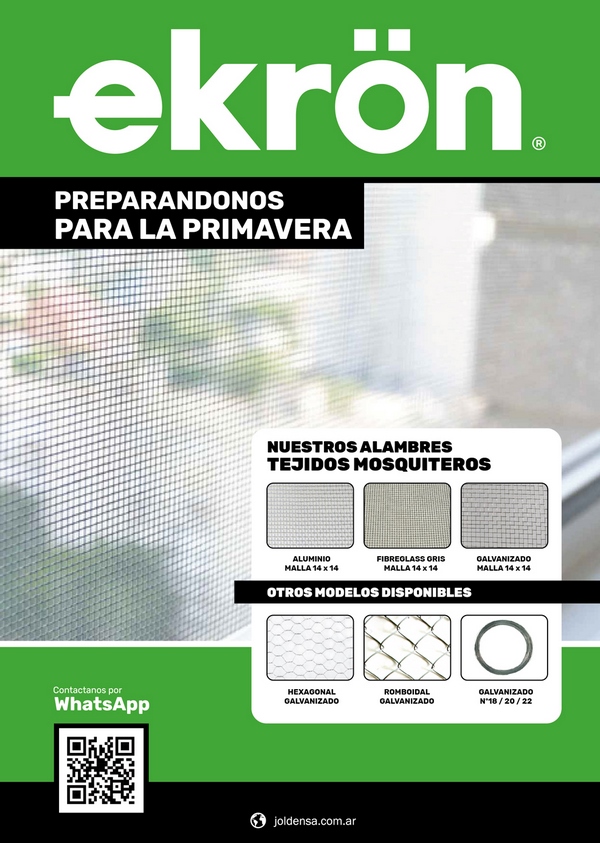 ekrön
®
PREPARANDONOS
PARA LA PRIMAVERA
NUESTROS ALAMBRES
TEJIDOS MOSQUITEROS
ALUMINIO
MALLA 14 x 14
FIBREGLASS GRIS
MALLA 14 x 14
GALVANIZADO
MALLA 14 x 14
OTROS MODELOS DISPONIBLES
HEXAGONAL
GALVANIZADO
ROMBOIDAL
GALVANIZADO
GALVANIZADO
N°18 / 20 / 22
Contactanos por
WhatsApp
joldensa.com.ar